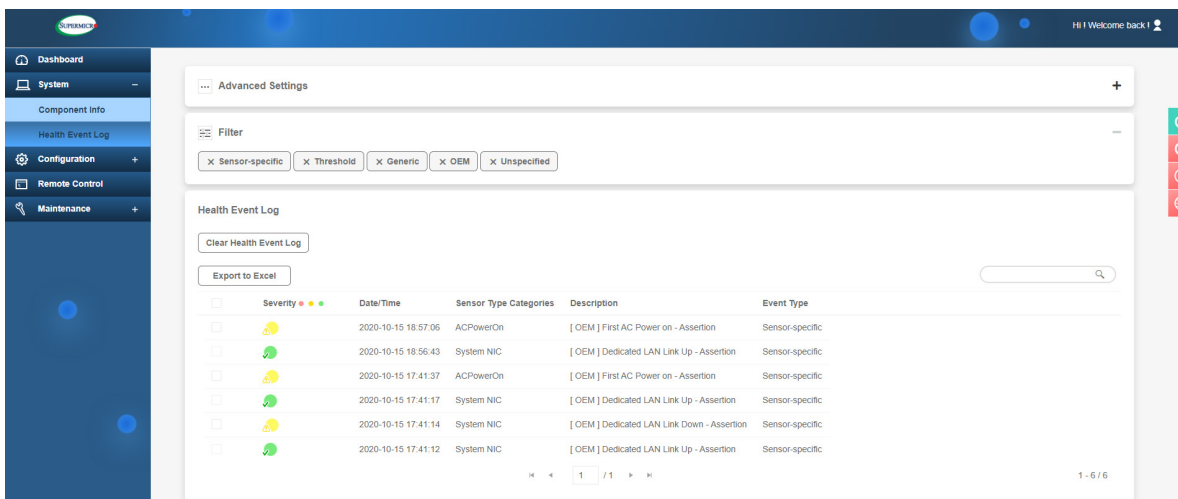 SUPERMICR
Hi ! Welcome back !
Dashboard
System −
Component Info
Health Event Log
Configuration +
Remote Control
Maintenance +
Advanced Settings +
Filter −
× Sensor-specific × Threshold × Generic × OEM × Unspecified
Health Event Log
Clear Health Event Log
Export to Excel
Severity Date/Time Sensor Type Categories Description Event Type
2020-10-15 18:57:06 ACPowerOn [ OEM ] First AC Power on - Assertion Sensor-specific
2020-10-15 18:56:43 System NIC [ OEM ] Dedicated LAN Link Up - Assertion Sensor-specific
2020-10-15 17:41:37 ACPowerOn [ OEM ] First AC Power on - Assertion Sensor-specific
2020-10-15 17:41:17 System NIC [ OEM ] Dedicated LAN Link Up - Assertion Sensor-specific
2020-10-15 17:41:14 System NIC [ OEM ] Dedicated LAN Link Down - Assertion Sensor-specific
2020-10-15 17:41:12 System NIC [ OEM ] Dedicated LAN Link Up - Assertion Sensor-specific
1 / 1 1 - 6 / 6